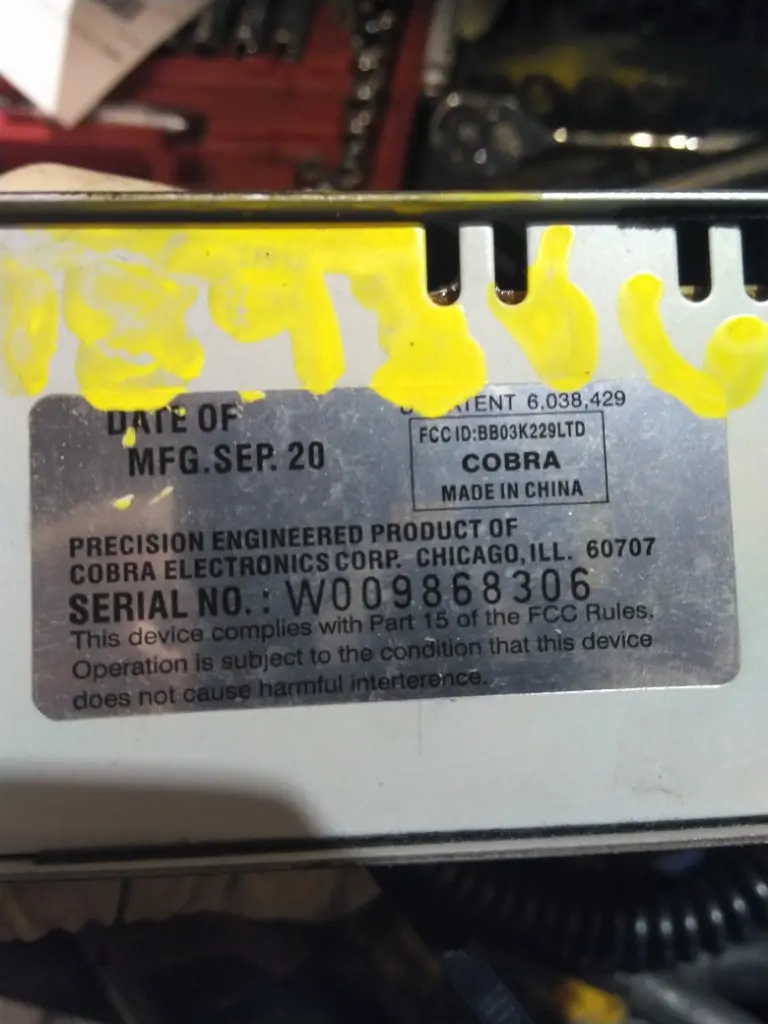 DATE OF
MFG. SEP. 20
PATENT 6,038,429
FCC ID:BB03K229LTD
COBRA
MADE IN CHINA
PRECISION ENGINEERED PRODUCT OF
COBRA ELECTRONICS CORP. CHICAGO, ILL. 60707
SERIAL NO.: W009868306
This device complies with Part 15 of the FCC Rules.
Operation is subject to the condition that this device
does not cause harmful interference.